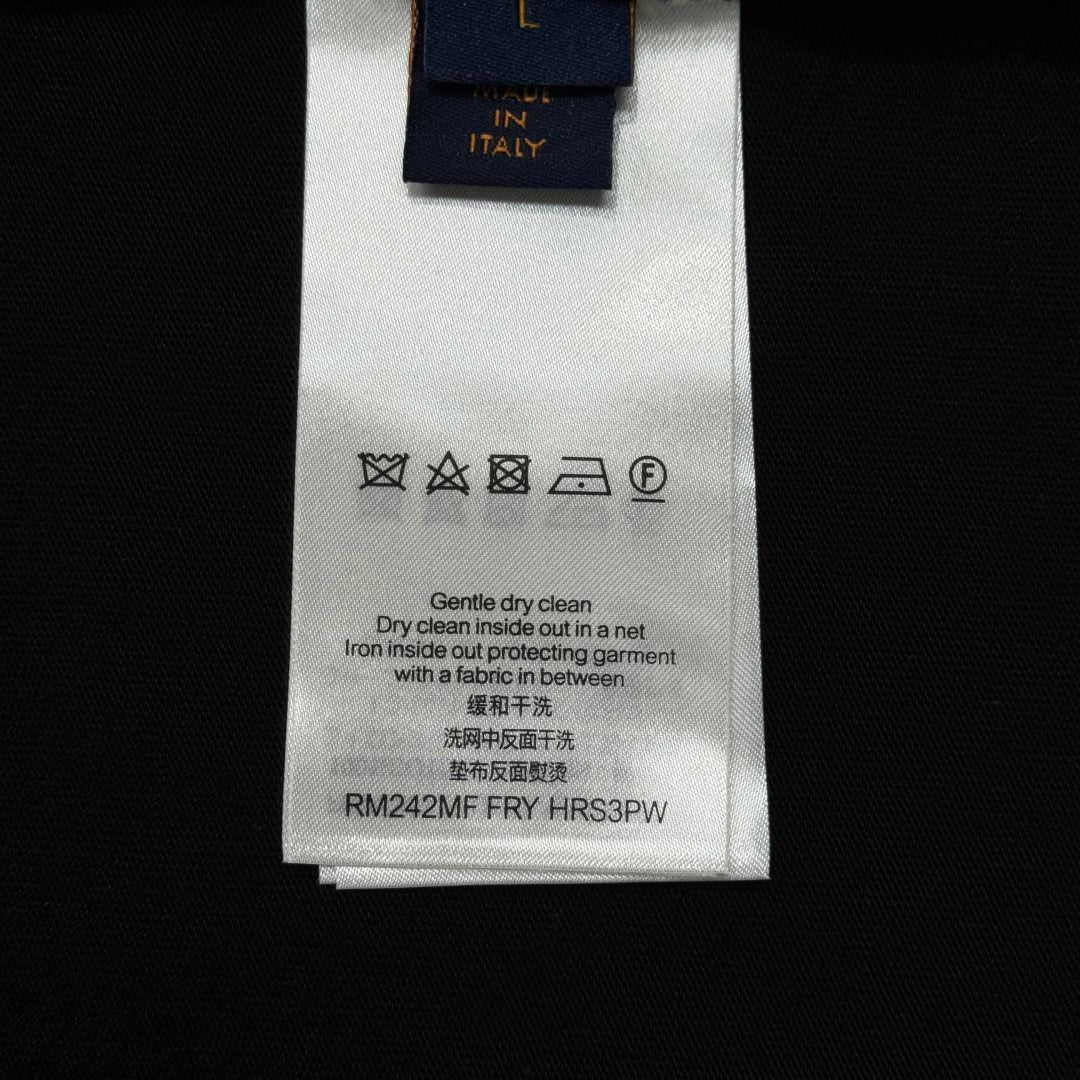 L
MADE
IN
ITALY
F
Gentle dry clean
Dry clean inside out in a net
Iron inside out protecting garment
with a fabric in between
缓和干洗
洗网中反面干洗
垫布反面熨烫
RM242MF FRY HRS3PW